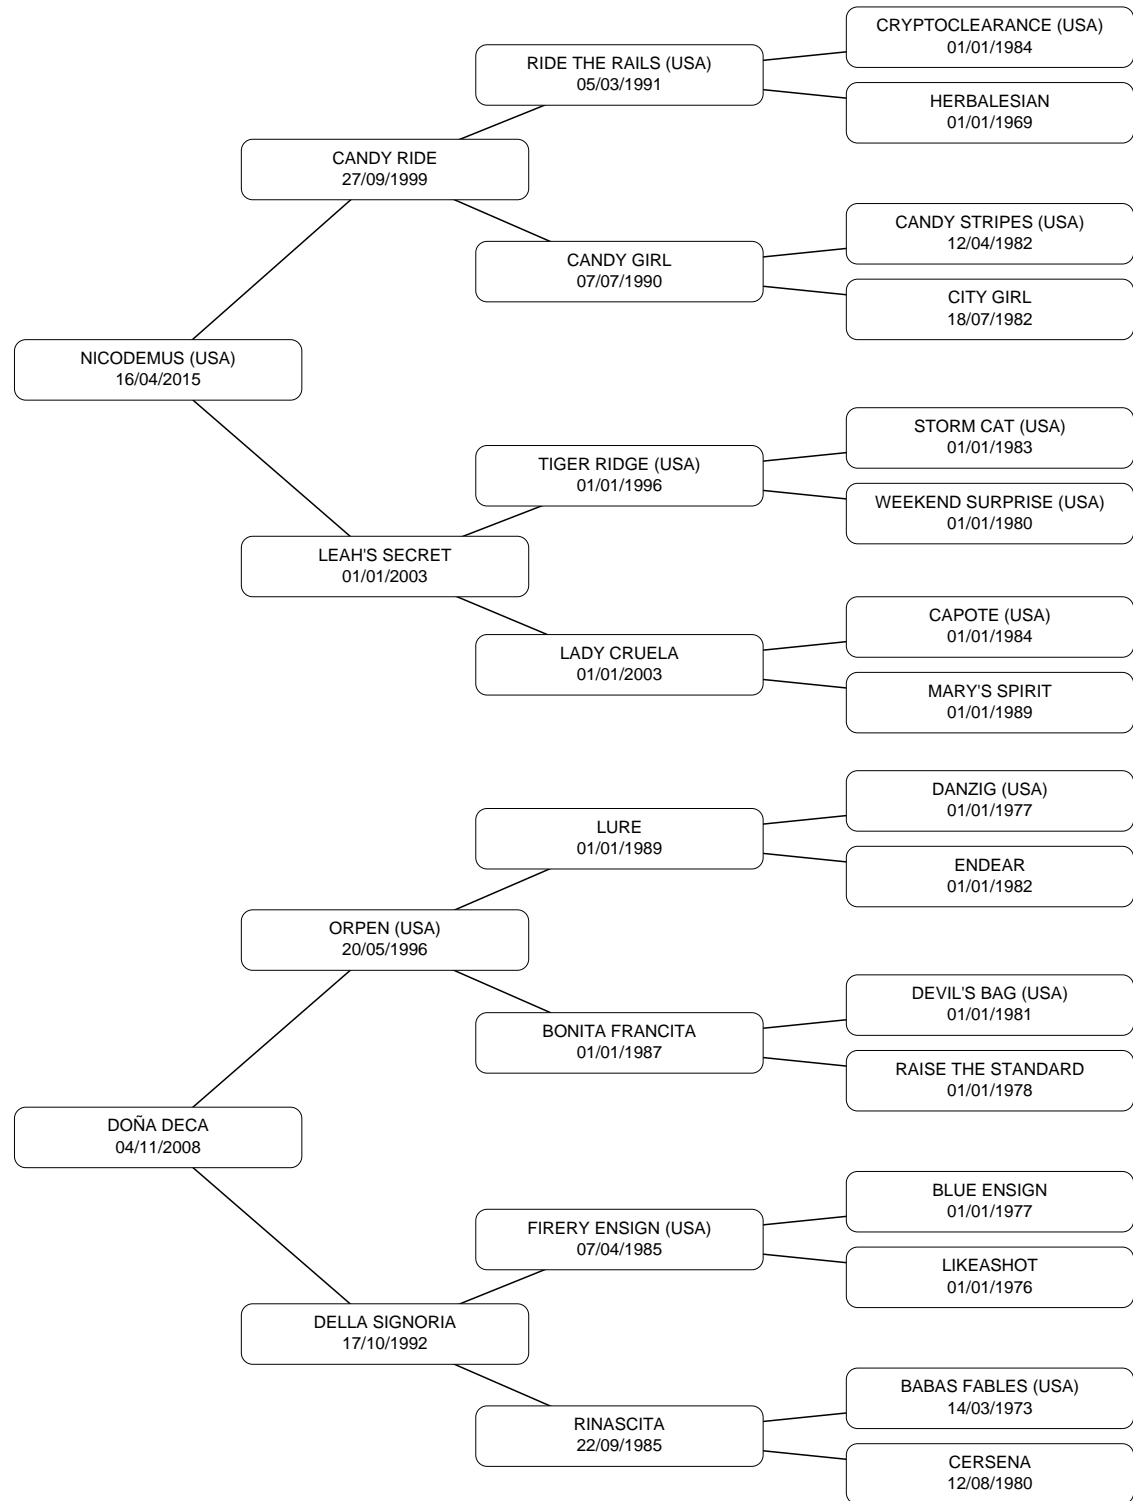 CRYPTOCLEARANCE (USA)
01/01/1984
RIDE THE RAILS (USA)
05/03/1991
HERBALESIAN
01/01/1969
CANDY RIDE
27/09/1999
CANDY STRIPES (USA)
12/04/1982
CANDY GIRL
07/07/1990
CITY GIRL
18/07/1982
NICODEMUS (USA)
16/04/2015
STORM CAT (USA)
01/01/1983
TIGER RIDGE (USA)
01/01/1996
WEEKEND SURPRISE (USA)
01/01/1980
LEAH'S SECRET
01/01/2003
CAPOTE (USA)
01/01/1984
LADY CRUELA
01/01/2003
MARY'S SPIRIT
01/01/1989
DANZIG (USA)
01/01/1977
LURE
01/01/1989
ENDEAR
01/01/1982
ORPEN (USA)
20/05/1996
DEVIL'S BAG (USA)
01/01/1981
BONITA FRANCITA
01/01/1987
RAISE THE STANDARD
01/01/1978
DOÑA DECA
04/11/2008
BLUE ENSIGN
01/01/1977
FIRERY ENSIGN (USA)
07/04/1985
LIKEASHOT
01/01/1976
DELLA SIGNORIA
17/10/1992
BABAS FABLES (USA)
14/03/1973
RINASCITA
22/09/1985
CERSENA
12/08/1980